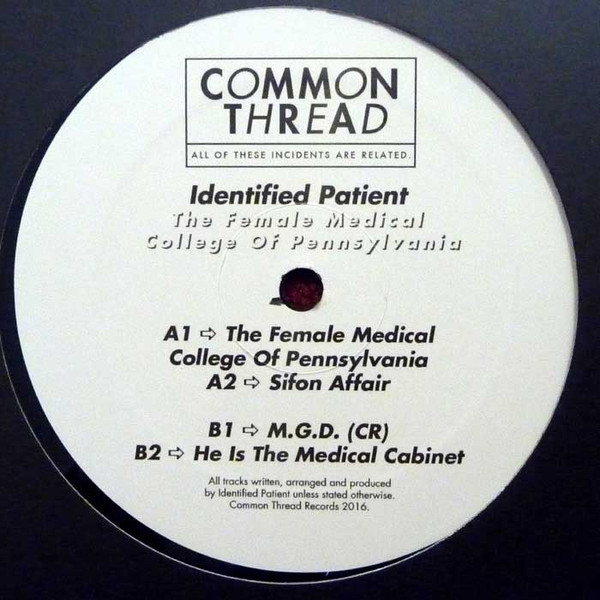 COMMON
THREAD
ALL OF THESE INCIDENTS ARE RELATED.
Identified Patient
The Female Medical
College Of Pennsylvania
A1 ⇨ The Female Medical
College Of Pennsylvania
A2 ⇨ Sifon Affair
B1 ⇨ M.G.D. (CR)
B2 ⇨ He Is The Medical Cabinet
All tracks written, arranged and produced
by Identified Patient unless stated otherwise.
Common Thread Records 2016.